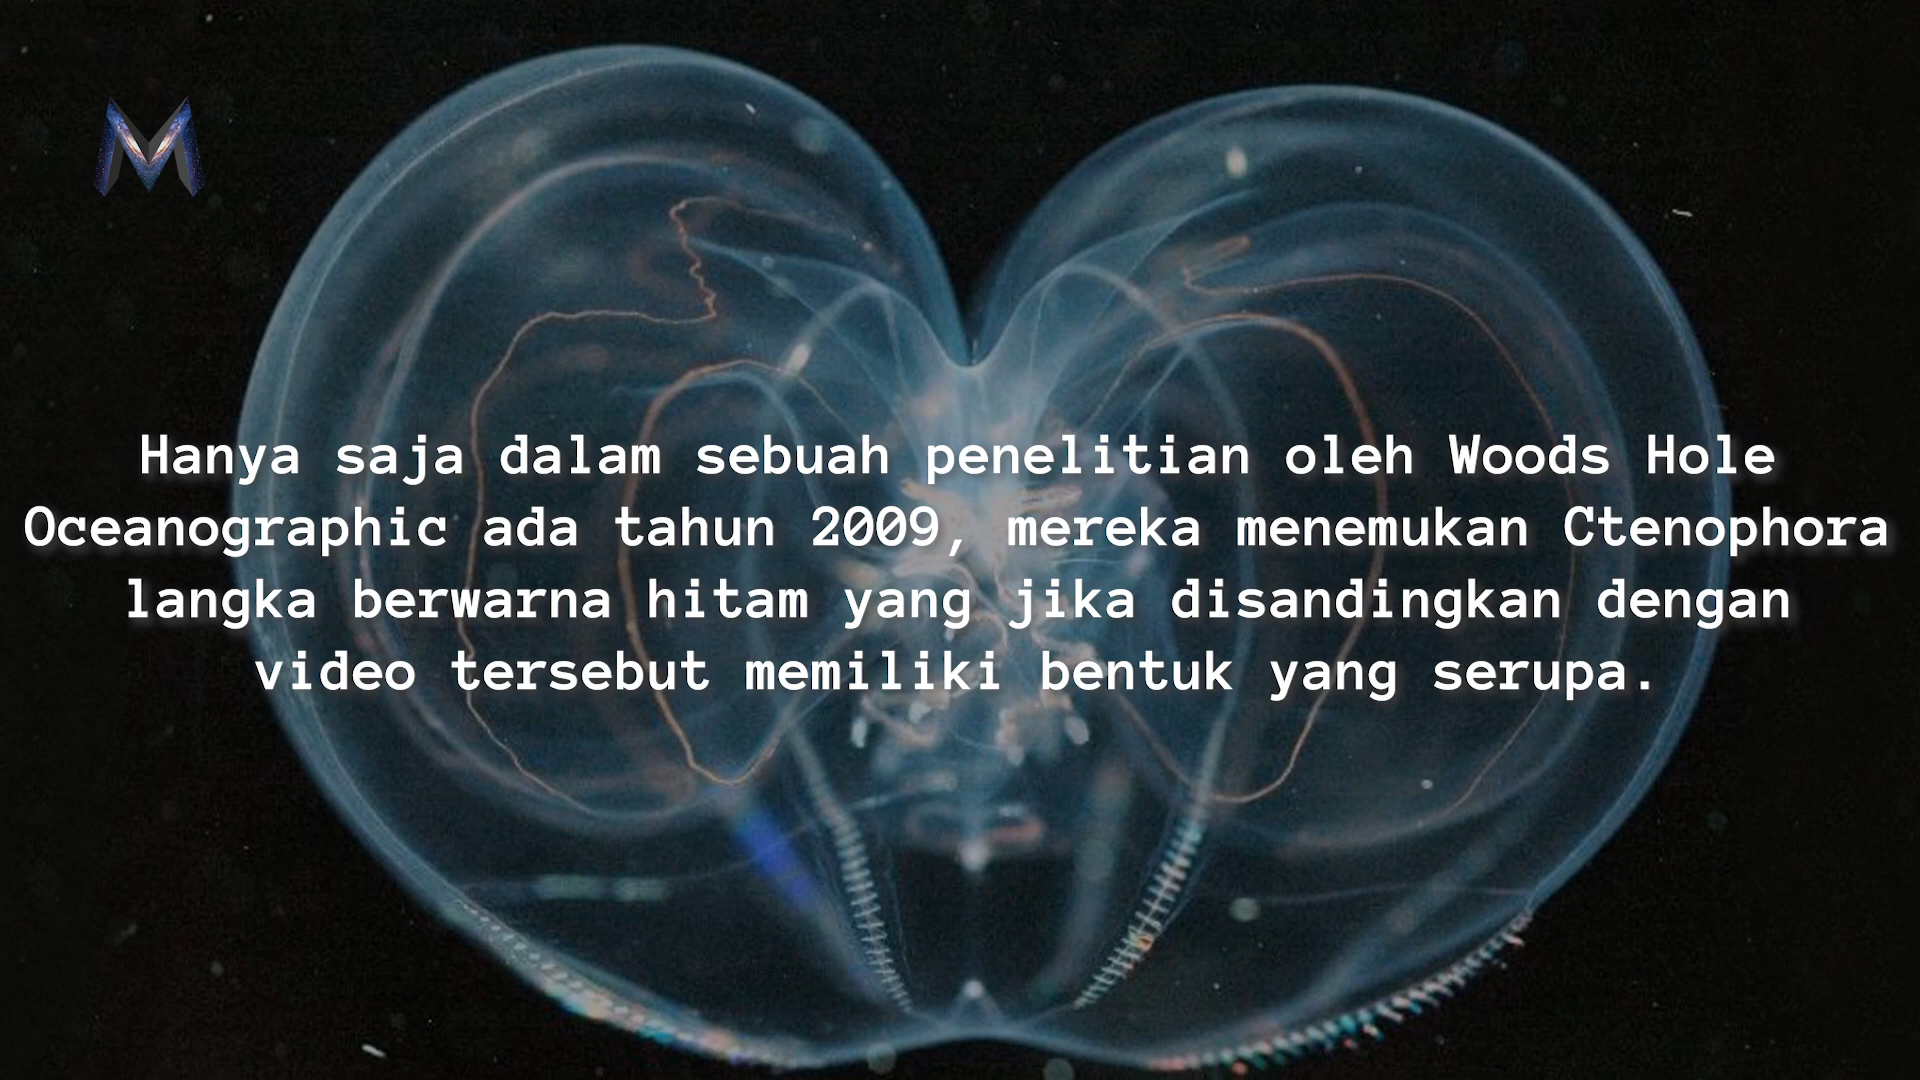 M
Hanya saja dalam sebuah penelitian oleh Woods Hole
Oceanographic ada tahun 2009, mereka menemukan Ctenophora
langka berwarna hitam yang jika disandingkan dengan
video tersebut memiliki bentuk yang serupa.